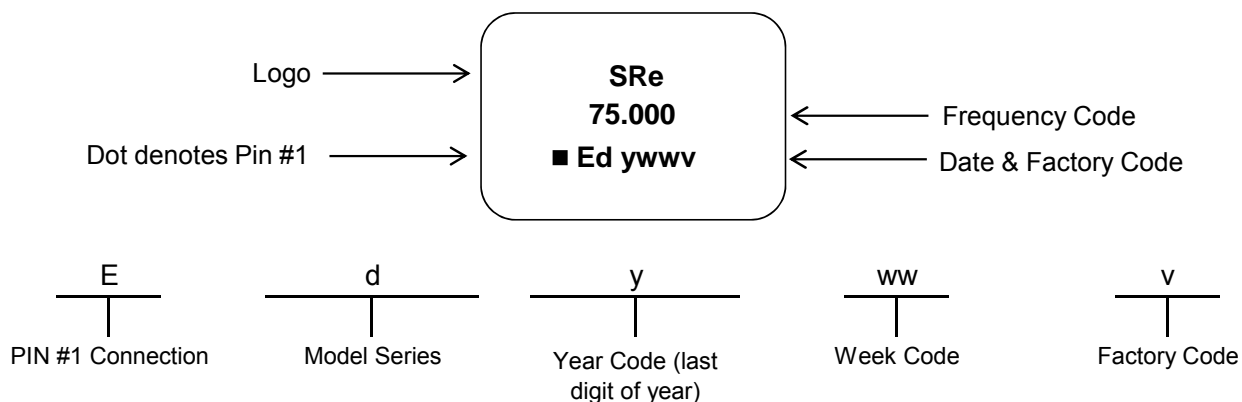 Logo
SRe
75.000
Frequency Code
Dot denotes Pin #1
■ Ed ywwv
Date & Factory Code
E
d
y
ww
v
PIN #1 Connection
Model Series
Year Code (last
digit of year)
Week Code
Factory Code